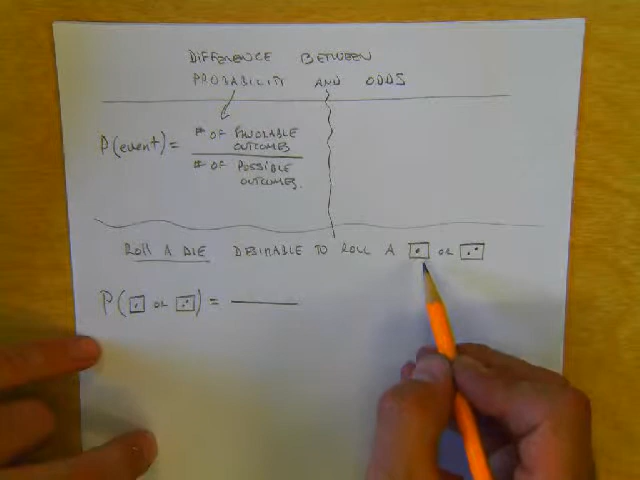 DIFFERENCE BETWEEN
PROBABILITY AND ODDS
P(event) = # OF FAVORABLE OUTCOMES
# OF POSSIBLE OUTCOMES.
ROLL A DIE DESIRABLE TO ROLL A OR
P( OR ) =